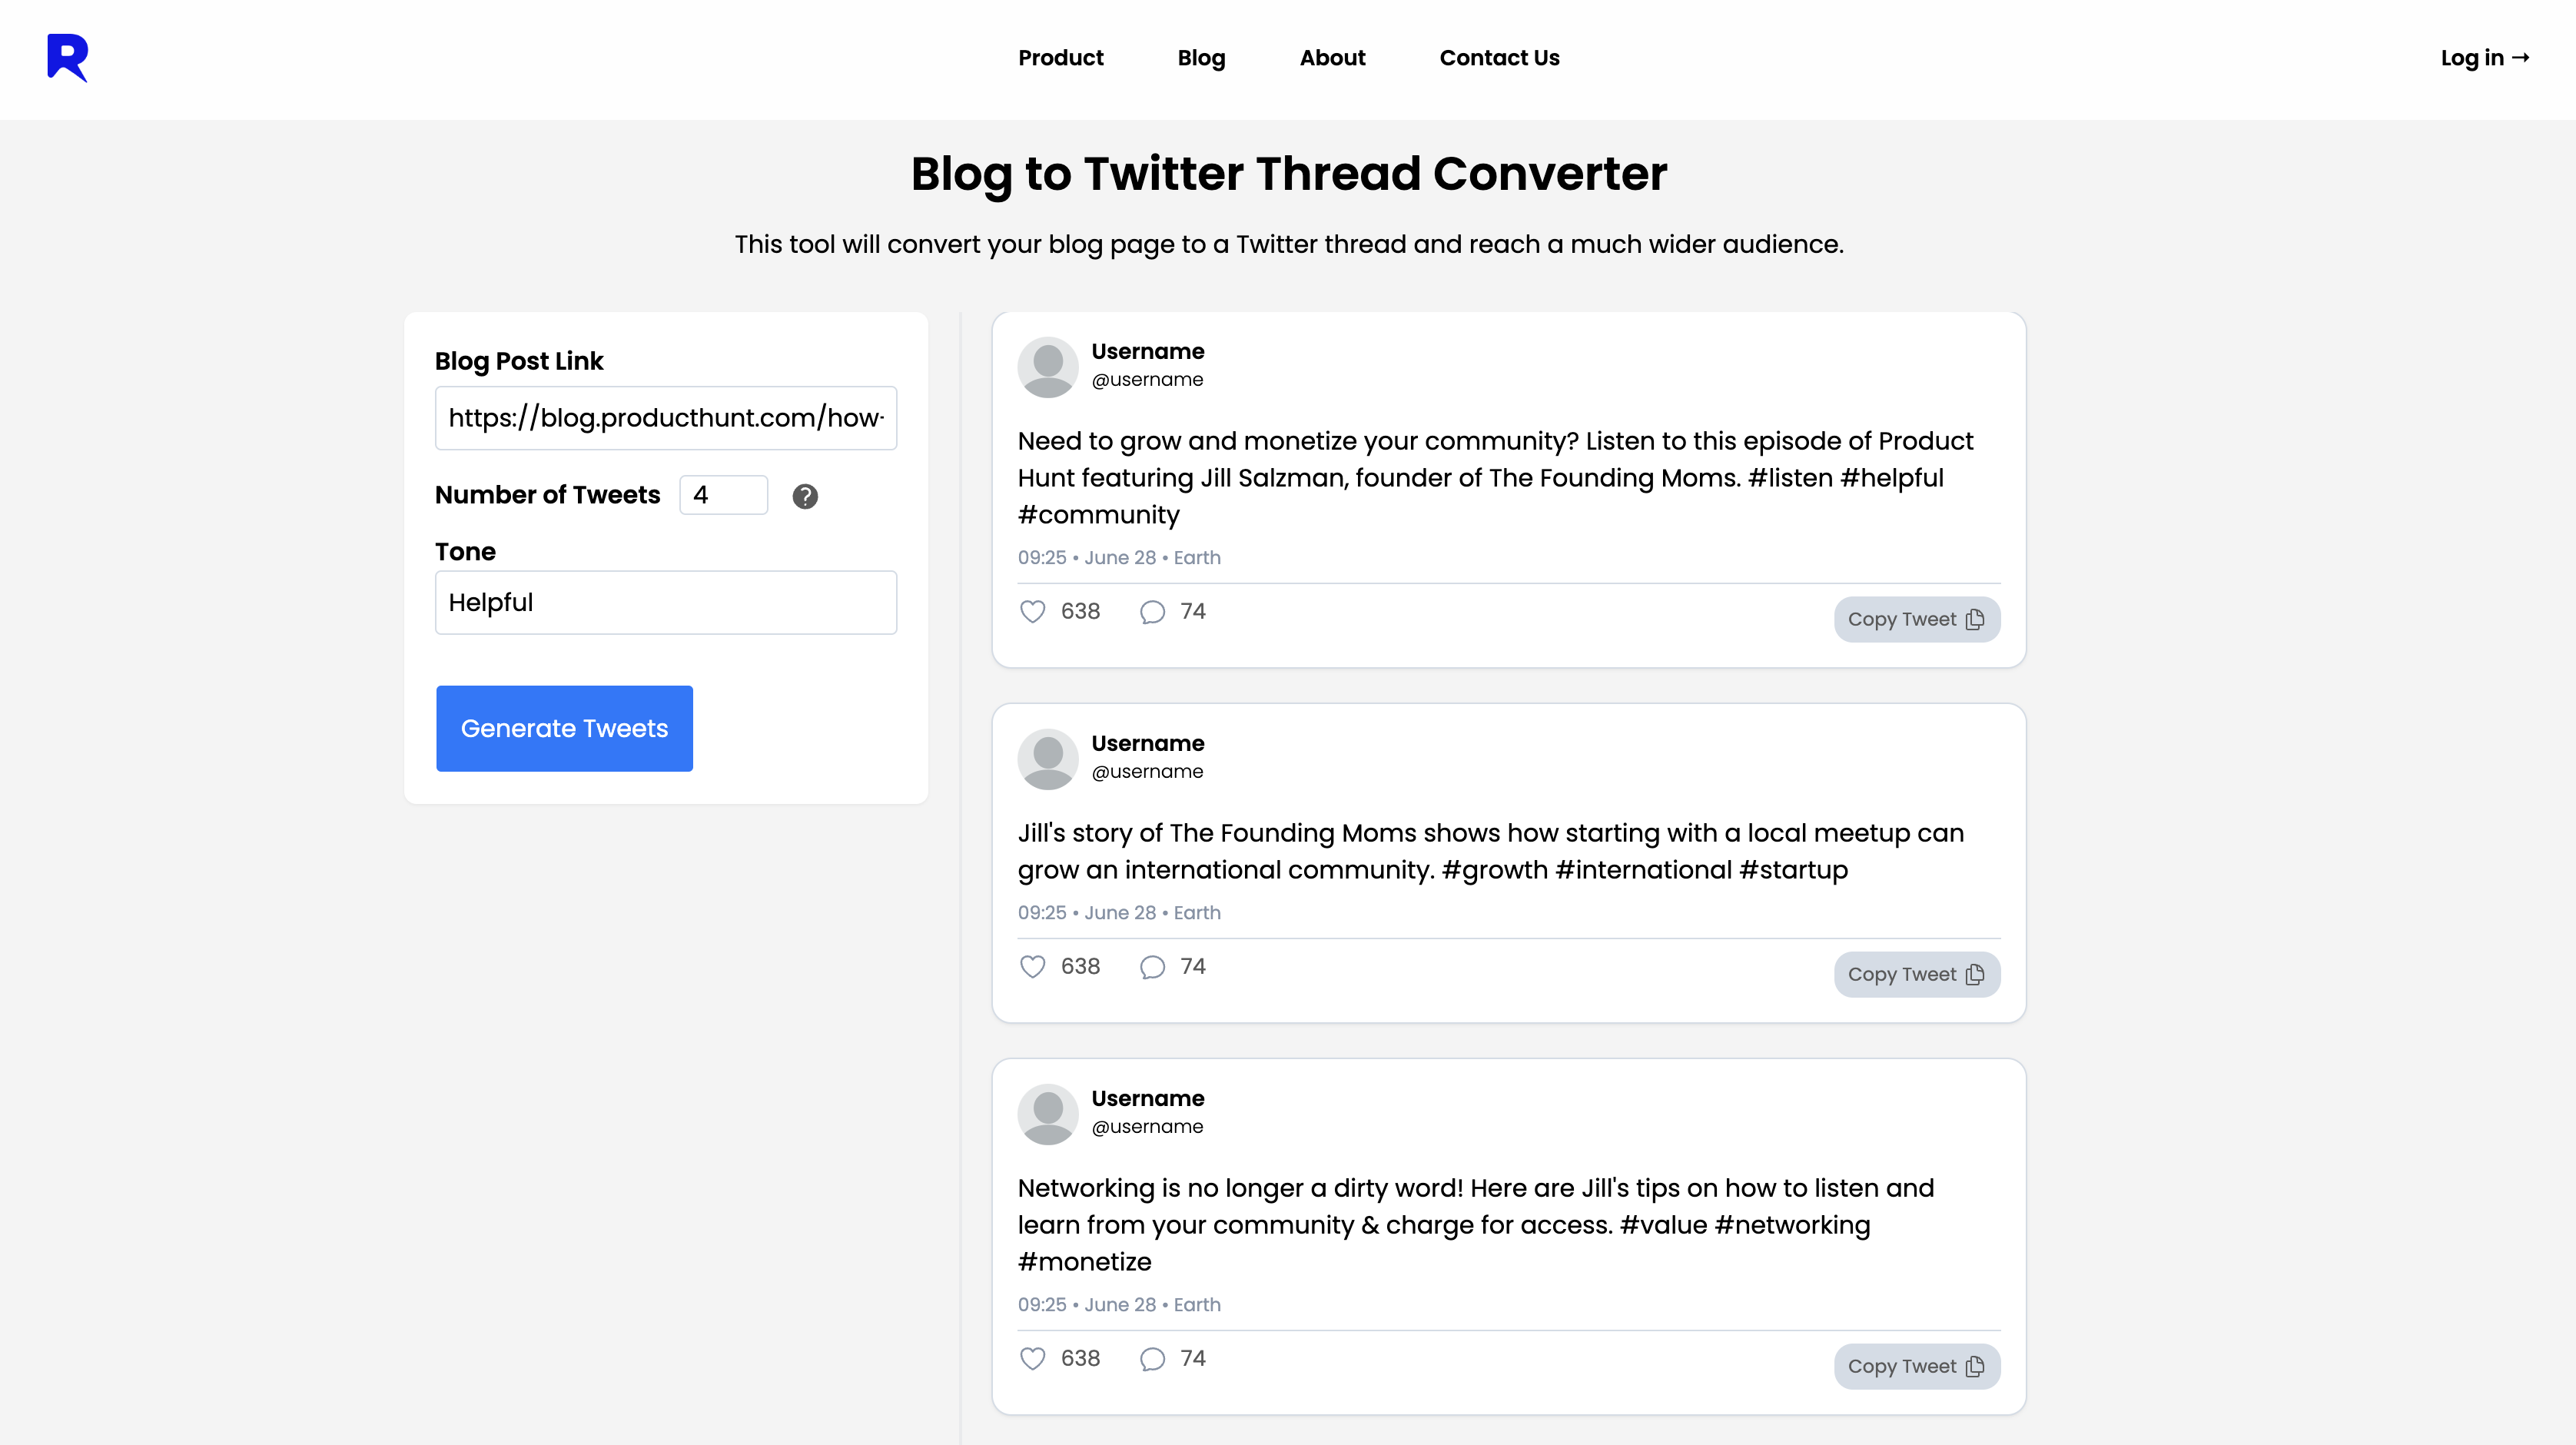 Product Blog About Contact Us Log in →
Blog to Twitter Thread Converter
This tool will convert your blog page to a Twitter thread and reach a much wider audience.
Blog Post Link
https://blog.producthunt.com/how-
Number of Tweets 4 ?
Tone
Helpful
Generate Tweets
Username
@username
Need to grow and monetize your community? Listen to this episode of Product
Hunt featuring Jill Salzman, founder of The Founding Moms. #listen #helpful
#community
09:25 • June 28 • Earth
638 74 Copy Tweet
Username
@username
Jill's story of The Founding Moms shows how starting with a local meetup can
grow an international community. #growth #international #startup
09:25 • June 28 • Earth
638 74 Copy Tweet
Username
@username
Networking is no longer a dirty word! Here are Jill's tips on how to listen and
learn from your community & charge for access. #value #networking
#monetize
09:25 • June 28 • Earth
638 74 Copy Tweet